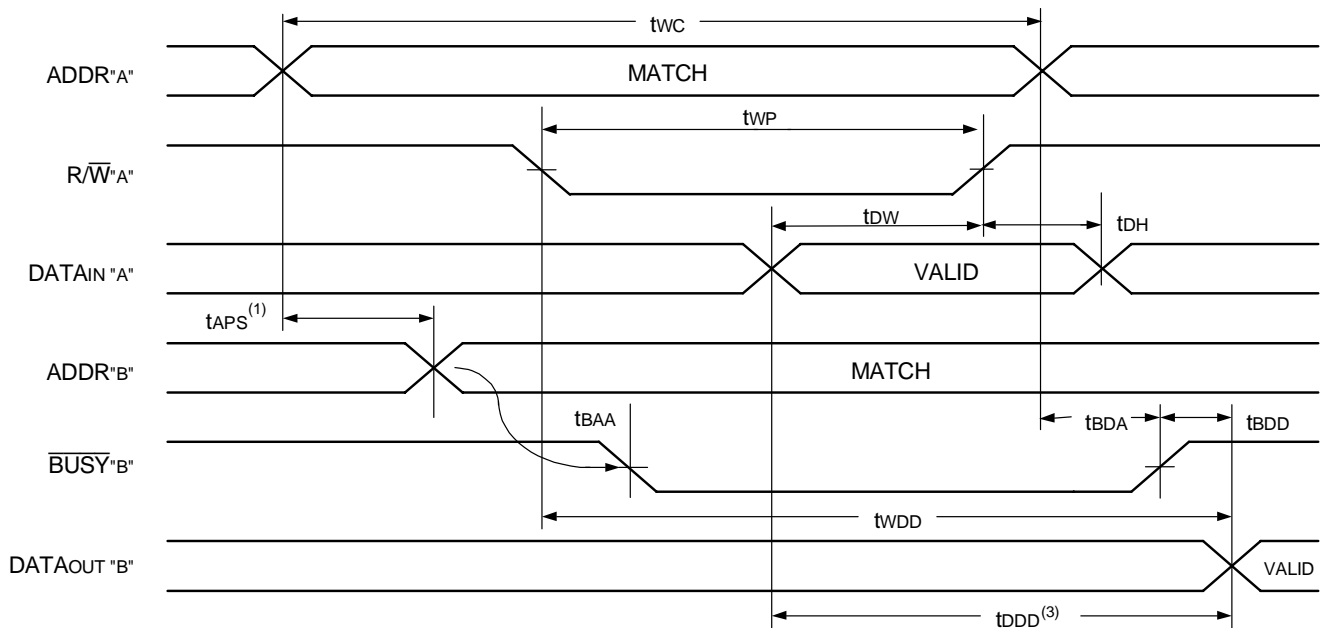 tWC
ADDR"A"
MATCH
tWP
R/W"A"
tDW
tDH
DATAIN "A"
VALID
tAPS(1)
ADDR"B"
MATCH
tBAA
tBDA
tBDD
BUSY"B"
tWDD
DATAOUT "B"
VALID
tDDD(3)